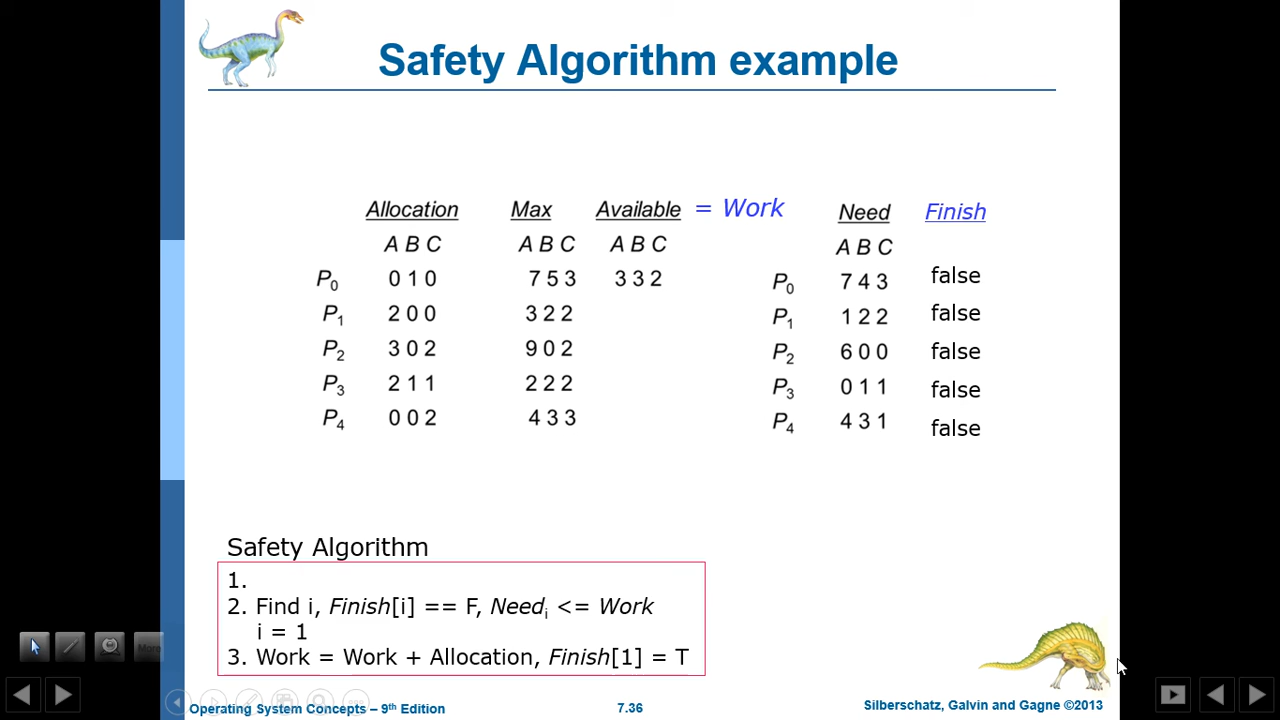 Safety Algorithm example
Allocation Max Available = Work Need Finish
A B C A B C A B C A B C
P0 0 1 0 7 5 3 3 3 2 P0 7 4 3 false
P1 2 0 0 3 2 2 P1 1 2 2 false
P2 3 0 2 9 0 2 P2 6 0 0 false
P3 2 1 1 2 2 2 P3 0 1 1 false
P4 0 0 2 4 3 3 P4 4 3 1 false
Safety Algorithm
1.
2. Find i, Finish[i] == F, Needi <= Work
i = 1
3. Work = Work + Allocation, Finish[1] = T
More
Operating System Concepts – 9th Edition 7.36 Silberschatz, Galvin and Gagne ©2013